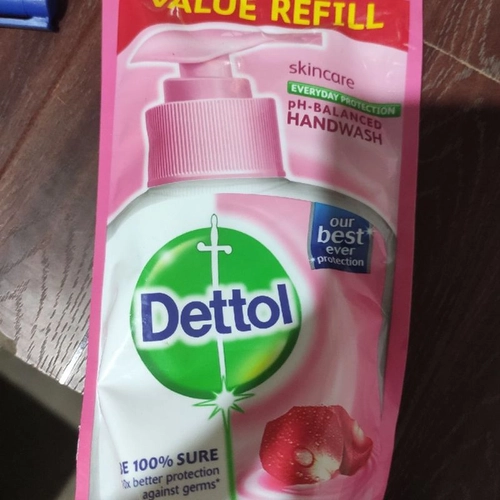 VALUE REFILL
skincare
EVERYDAY PROTECTION
pH-BALANCED
HANDWASH
our
best*
ever
protection
Dettol
BE 100% SURE
10x better protection
against germs*